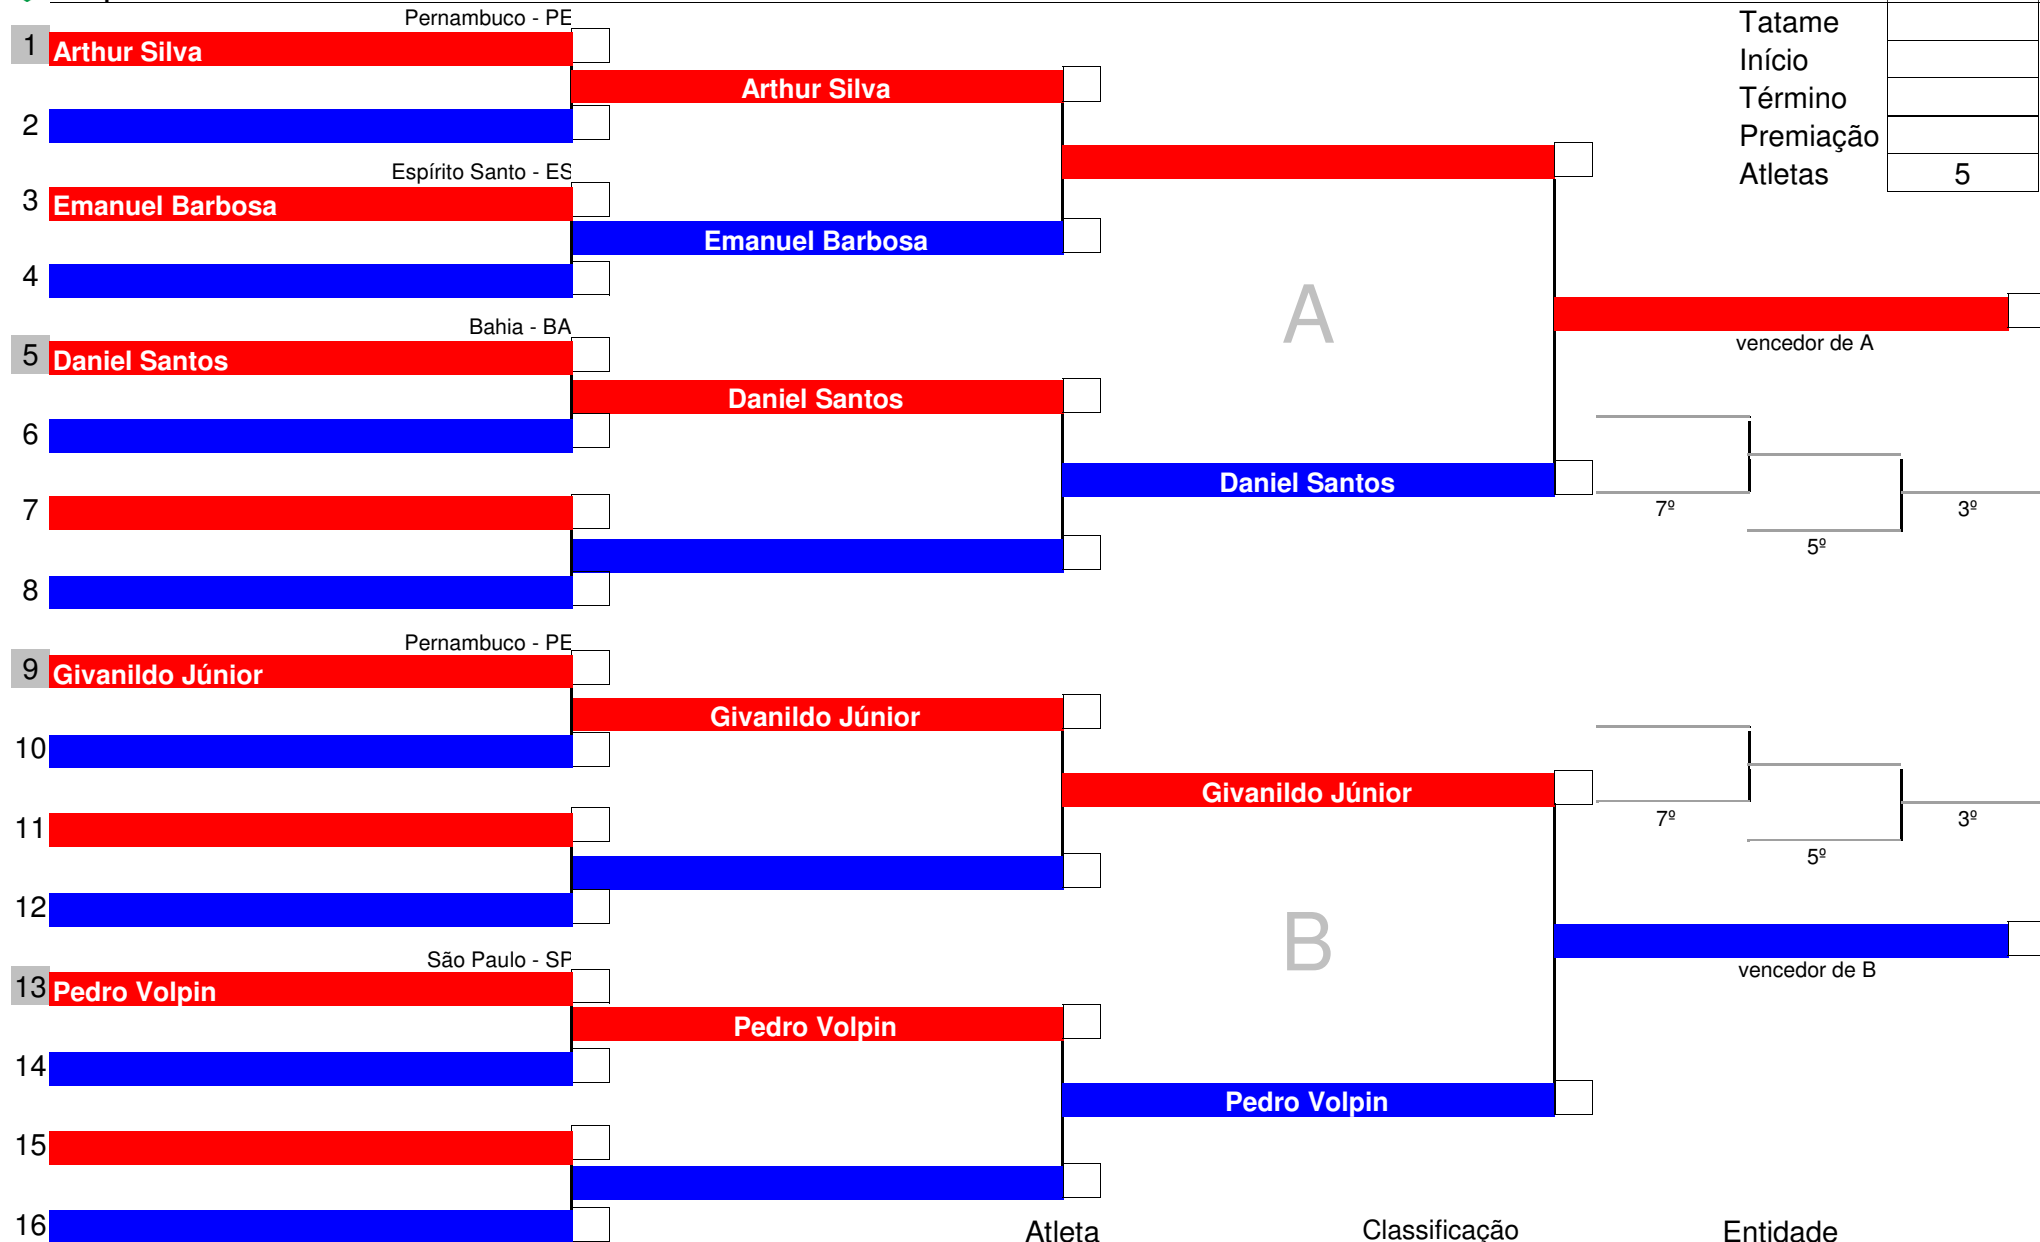 Pernambuco - PE
1 Arthur Silva
Arthur Silva
2
Espírito Santo - ES
3 Emanuel Barbosa
Emanuel Barbosa
4
Bahia - BA
5 Daniel Santos
Daniel Santos
6
7
8
Pernambuco - PE
9 Givanildo Júnior
Givanildo Júnior
10
11
12
São Paulo - SP
13 Pedro Volpin
Pedro Volpin
14
15
16
A
Daniel Santos
Givanildo Júnior
B
Pedro Volpin
Tatame
Início
Término
Premiação
Atletas 5
vencedor de A
7º
3º
5º
7º
3º
5º
vencedor de B
Atleta Classificação Entidade